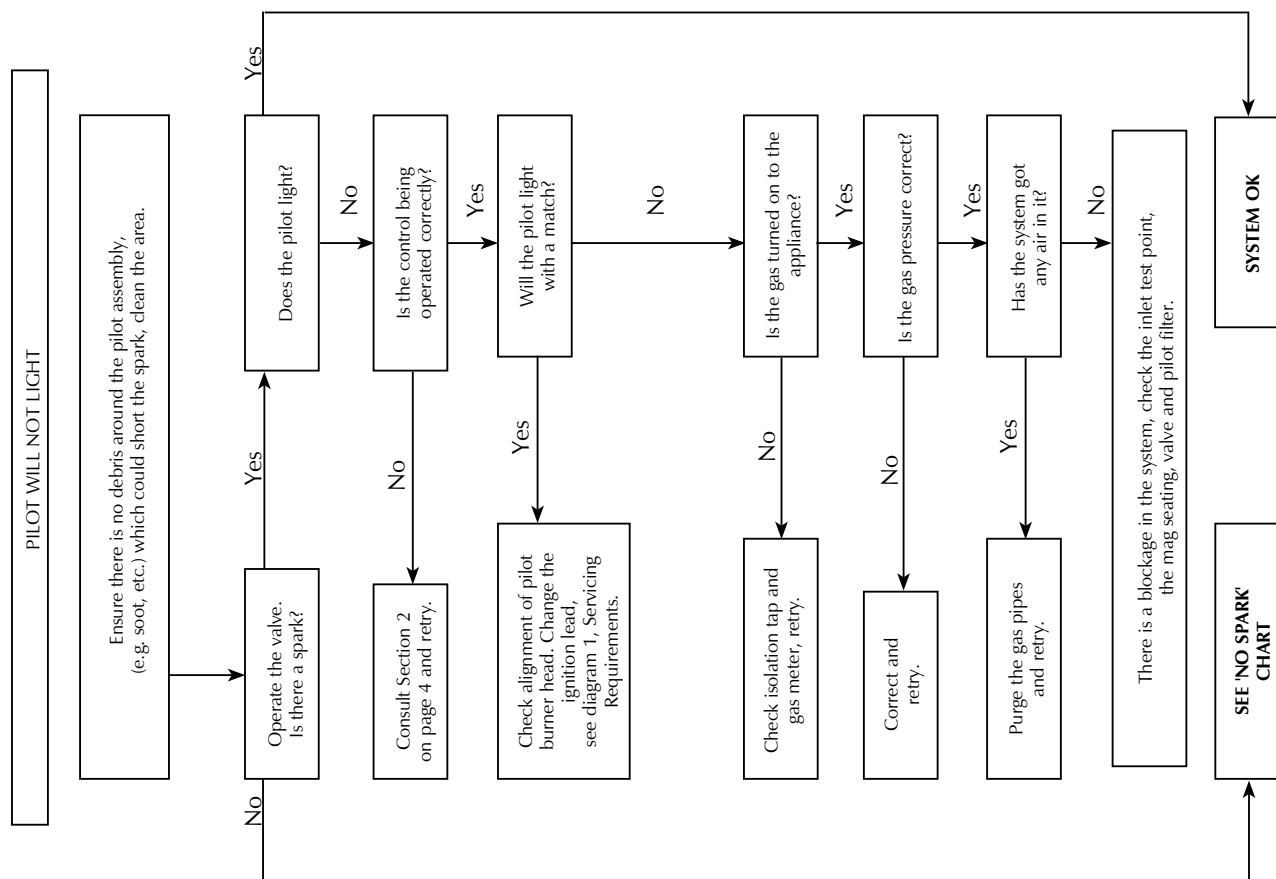 PILOT WILL NOT LIGHT
Ensure there is no debris around the pilot assembly,
(e.g. soot, etc.) which could short the spark, clean the area.
Operate the valve.
Is there a spark?
No
Yes
Does the pilot light?
Yes
No
Is the control being
operated correctly?
No
Consult Section 2
on page 4 and retry.
Yes
Will the pilot light
with a match?
Yes
Check alignment of pilot
burner head. Change the
ignition lead,
see diagram 1, Servicing
Requirements.
No
Is the gas turned on to the
appliance?
No
Check isolation tap and
gas meter, retry.
Yes
Is the gas pressure correct?
No
Correct and
retry.
Yes
Has the system got
any air in it?
Yes
Purge the gas pipes
and retry.
No
There is a blockage in the system, check the inlet test point,
the mag seating, valve and pilot filter.
SEE 'NO SPARK'
CHART
SYSTEM OK